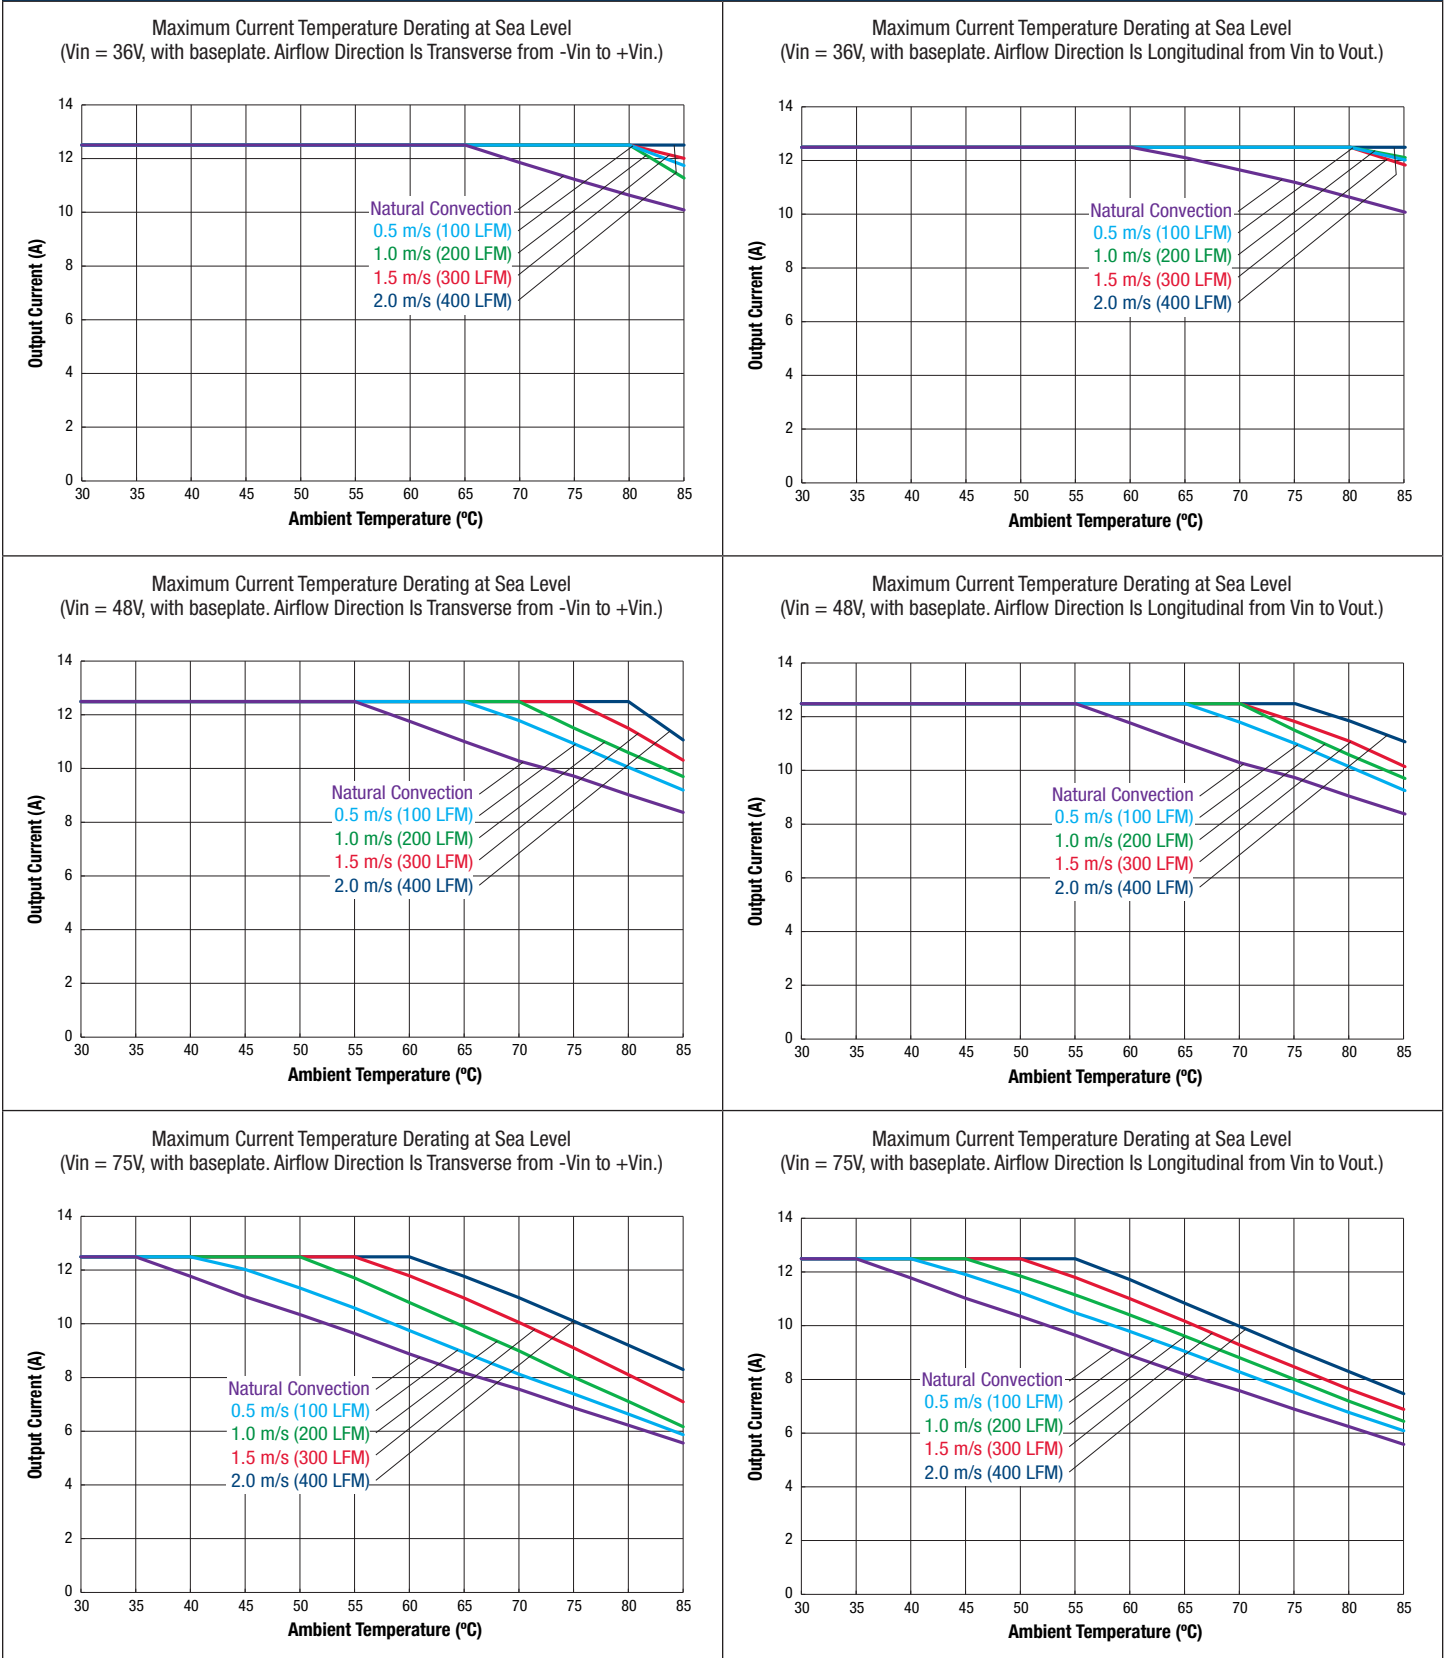 Maximum Current Temperature Derating at Sea Level
(Vin = 36V, with baseplate. Airflow Direction Is Transverse from -Vin to +Vin.)
14
12
10
8
6
4
2
0
Output Current (A)
Natural Convection
0.5 m/s (100 LFM)
1.0 m/s (200 LFM)
1.5 m/s (300 LFM)
2.0 m/s (400 LFM)
30 35 40 45 50 55 60 65 70 75 80 85
Ambient Temperature (ºC)
Maximum Current Temperature Derating at Sea Level
(Vin = 36V, with baseplate. Airflow Direction Is Longitudinal from Vin to Vout.)
14
12
10
8
6
4
2
0
Output Current (A)
Natural Convection
0.5 m/s (100 LFM)
1.0 m/s (200 LFM)
1.5 m/s (300 LFM)
2.0 m/s (400 LFM)
30 35 40 45 50 55 60 65 70 75 80 85
Ambient Temperature (ºC)
Maximum Current Temperature Derating at Sea Level
(Vin = 48V, with baseplate. Airflow Direction Is Transverse from -Vin to +Vin.)
14
12
10
8
6
4
2
0
Output Current (A)
Natural Convection
0.5 m/s (100 LFM)
1.0 m/s (200 LFM)
1.5 m/s (300 LFM)
2.0 m/s (400 LFM)
30 35 40 45 50 55 60 65 70 75 80 85
Ambient Temperature (ºC)
Maximum Current Temperature Derating at Sea Level
(Vin = 48V, with baseplate. Airflow Direction Is Longitudinal from Vin to Vout.)
14
12
10
8
6
4
2
0
Output Current (A)
Natural Convection
0.5 m/s (100 LFM)
1.0 m/s (200 LFM)
1.5 m/s (300 LFM)
2.0 m/s (400 LFM)
30 35 40 45 50 55 60 65 70 75 80 85
Ambient Temperature (ºC)
Maximum Current Temperature Derating at Sea Level
(Vin = 75V, with baseplate. Airflow Direction Is Transverse from -Vin to +Vin.)
14
12
10
8
6
4
2
0
Output Current (A)
Natural Convection
0.5 m/s (100 LFM)
1.0 m/s (200 LFM)
1.5 m/s (300 LFM)
2.0 m/s (400 LFM)
30 35 40 45 50 55 60 65 70 75 80 85
Ambient Temperature (ºC)
Maximum Current Temperature Derating at Sea Level
(Vin = 75V, with baseplate. Airflow Direction Is Longitudinal from Vin to Vout.)
14
12
10
8
6
4
2
0
Output Current (A)
Natural Convection
0.5 m/s (100 LFM)
1.0 m/s (200 LFM)
1.5 m/s (300 LFM)
2.0 m/s (400 LFM)
30 35 40 45 50 55 60 65 70 75 80 85
Ambient Temperature (ºC)